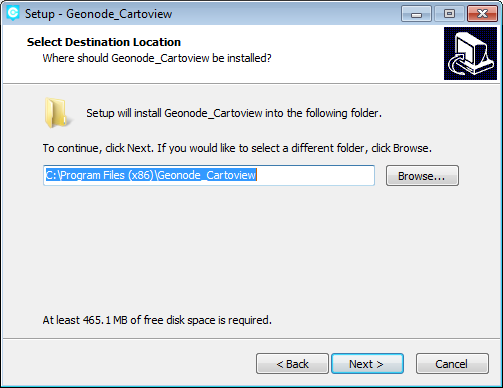 Setup - Geonode_Cartoview
Select Destination Location
Where should Geonode_Cartoview be installed?
Setup will install Geonode_Cartoview into the following folder.
To continue, click Next. If you would like to select a different folder, click Browse.
C:\Program Files (x86)\Geonode_Cartoview
Browse...
At least 465.1 MB of free disk space is required.
< Back
Next >
Cancel